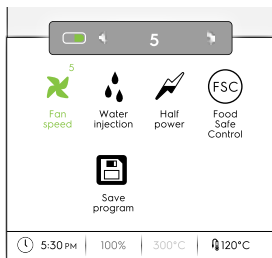 5
5
Fan
speed
Water
injection
Half
power
FSC
Food
Safe
Control
Save
program
5:30 PM 100% 300°C 120°C